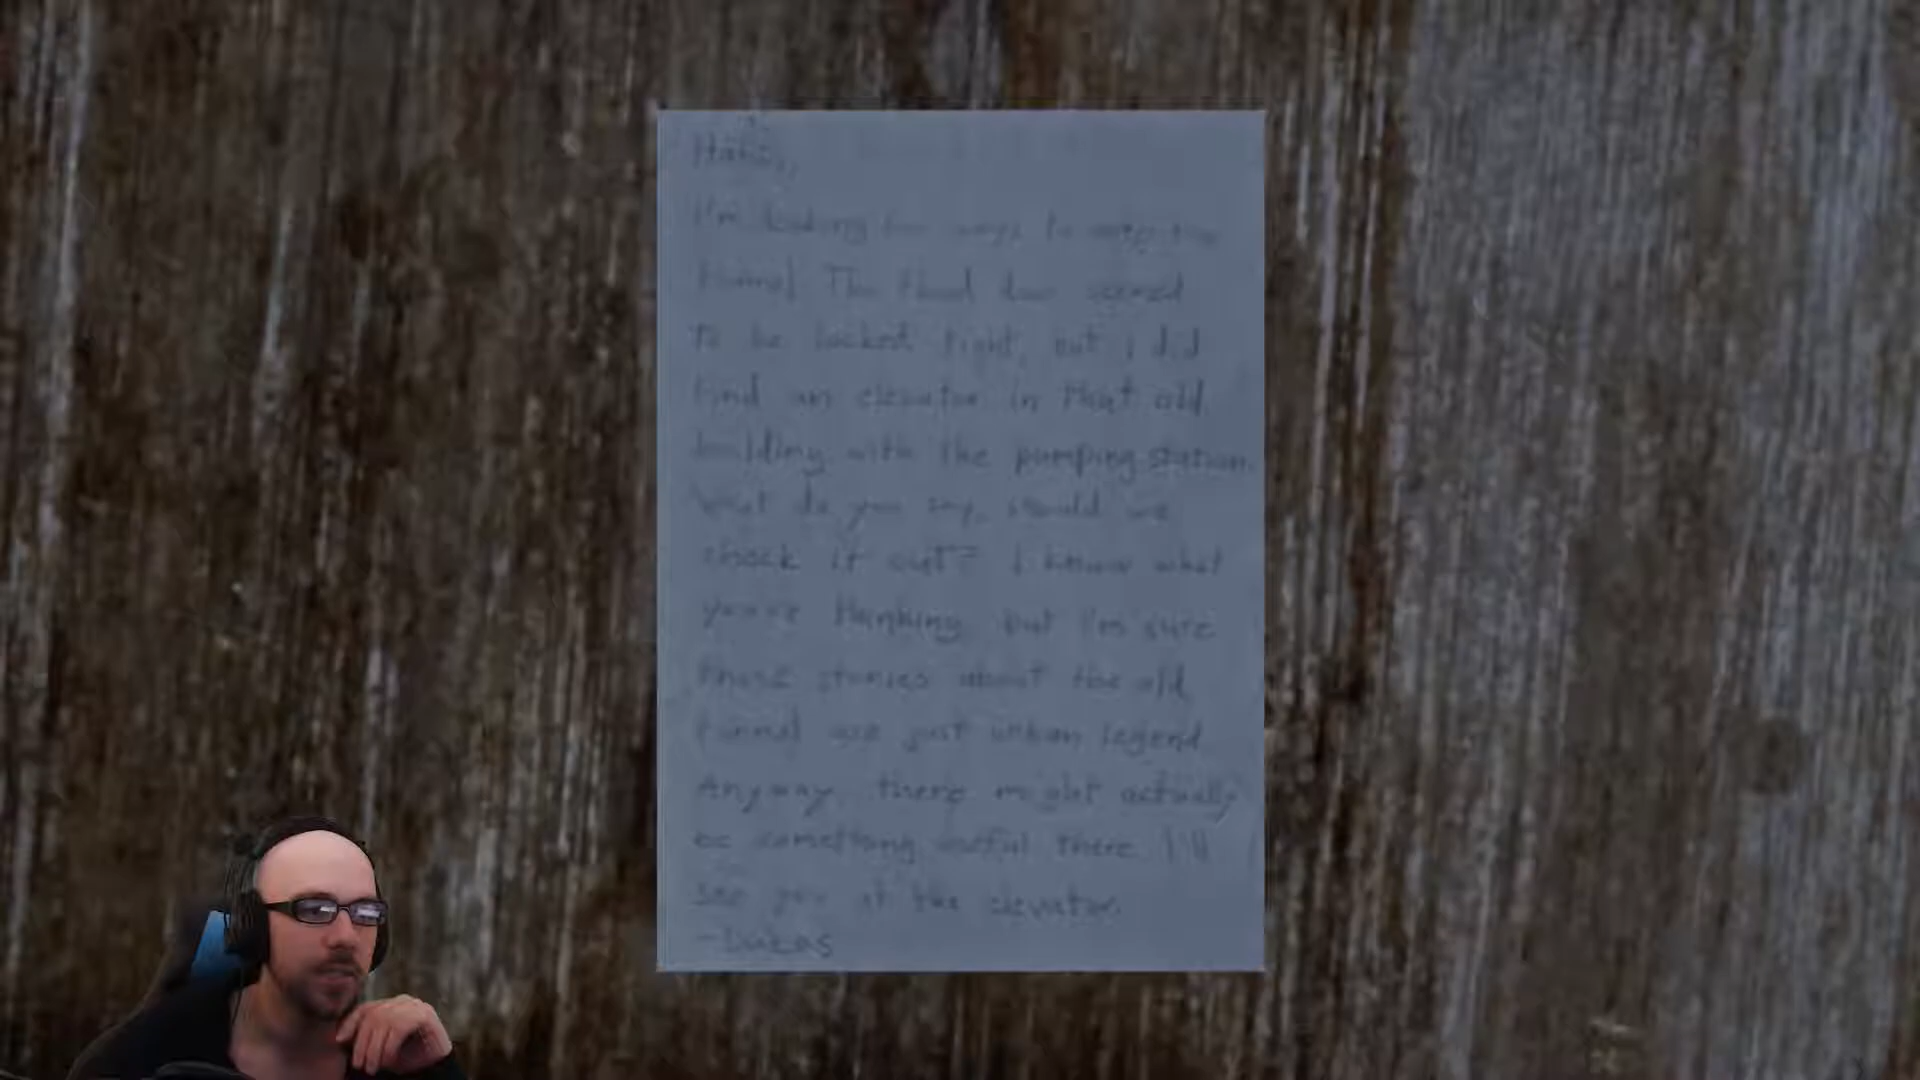 I'm looking for ways to enter the
tunnel The flood door seemed
to be locked tight, but I did
find an elevator in that old
building with the pumping station.
What do you say, should we
check it out? I know what
you're thinking, but I'm sure
those stories about the old
tunnel are just urban legend
Anyway, there might actually
be something useful there I'll
see you at the elevator.
-Lukas